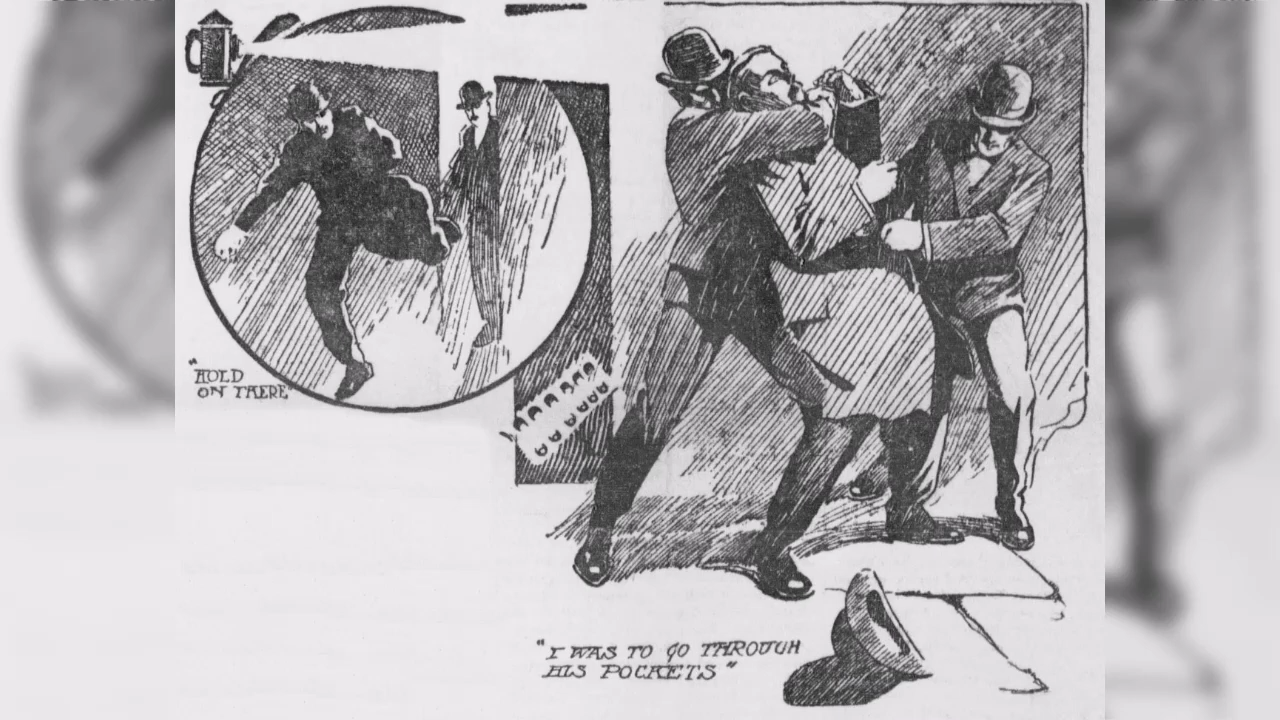 "HOLD
ON THERE"
"I WAS TO GO THROUGH
HIS POCKETS"